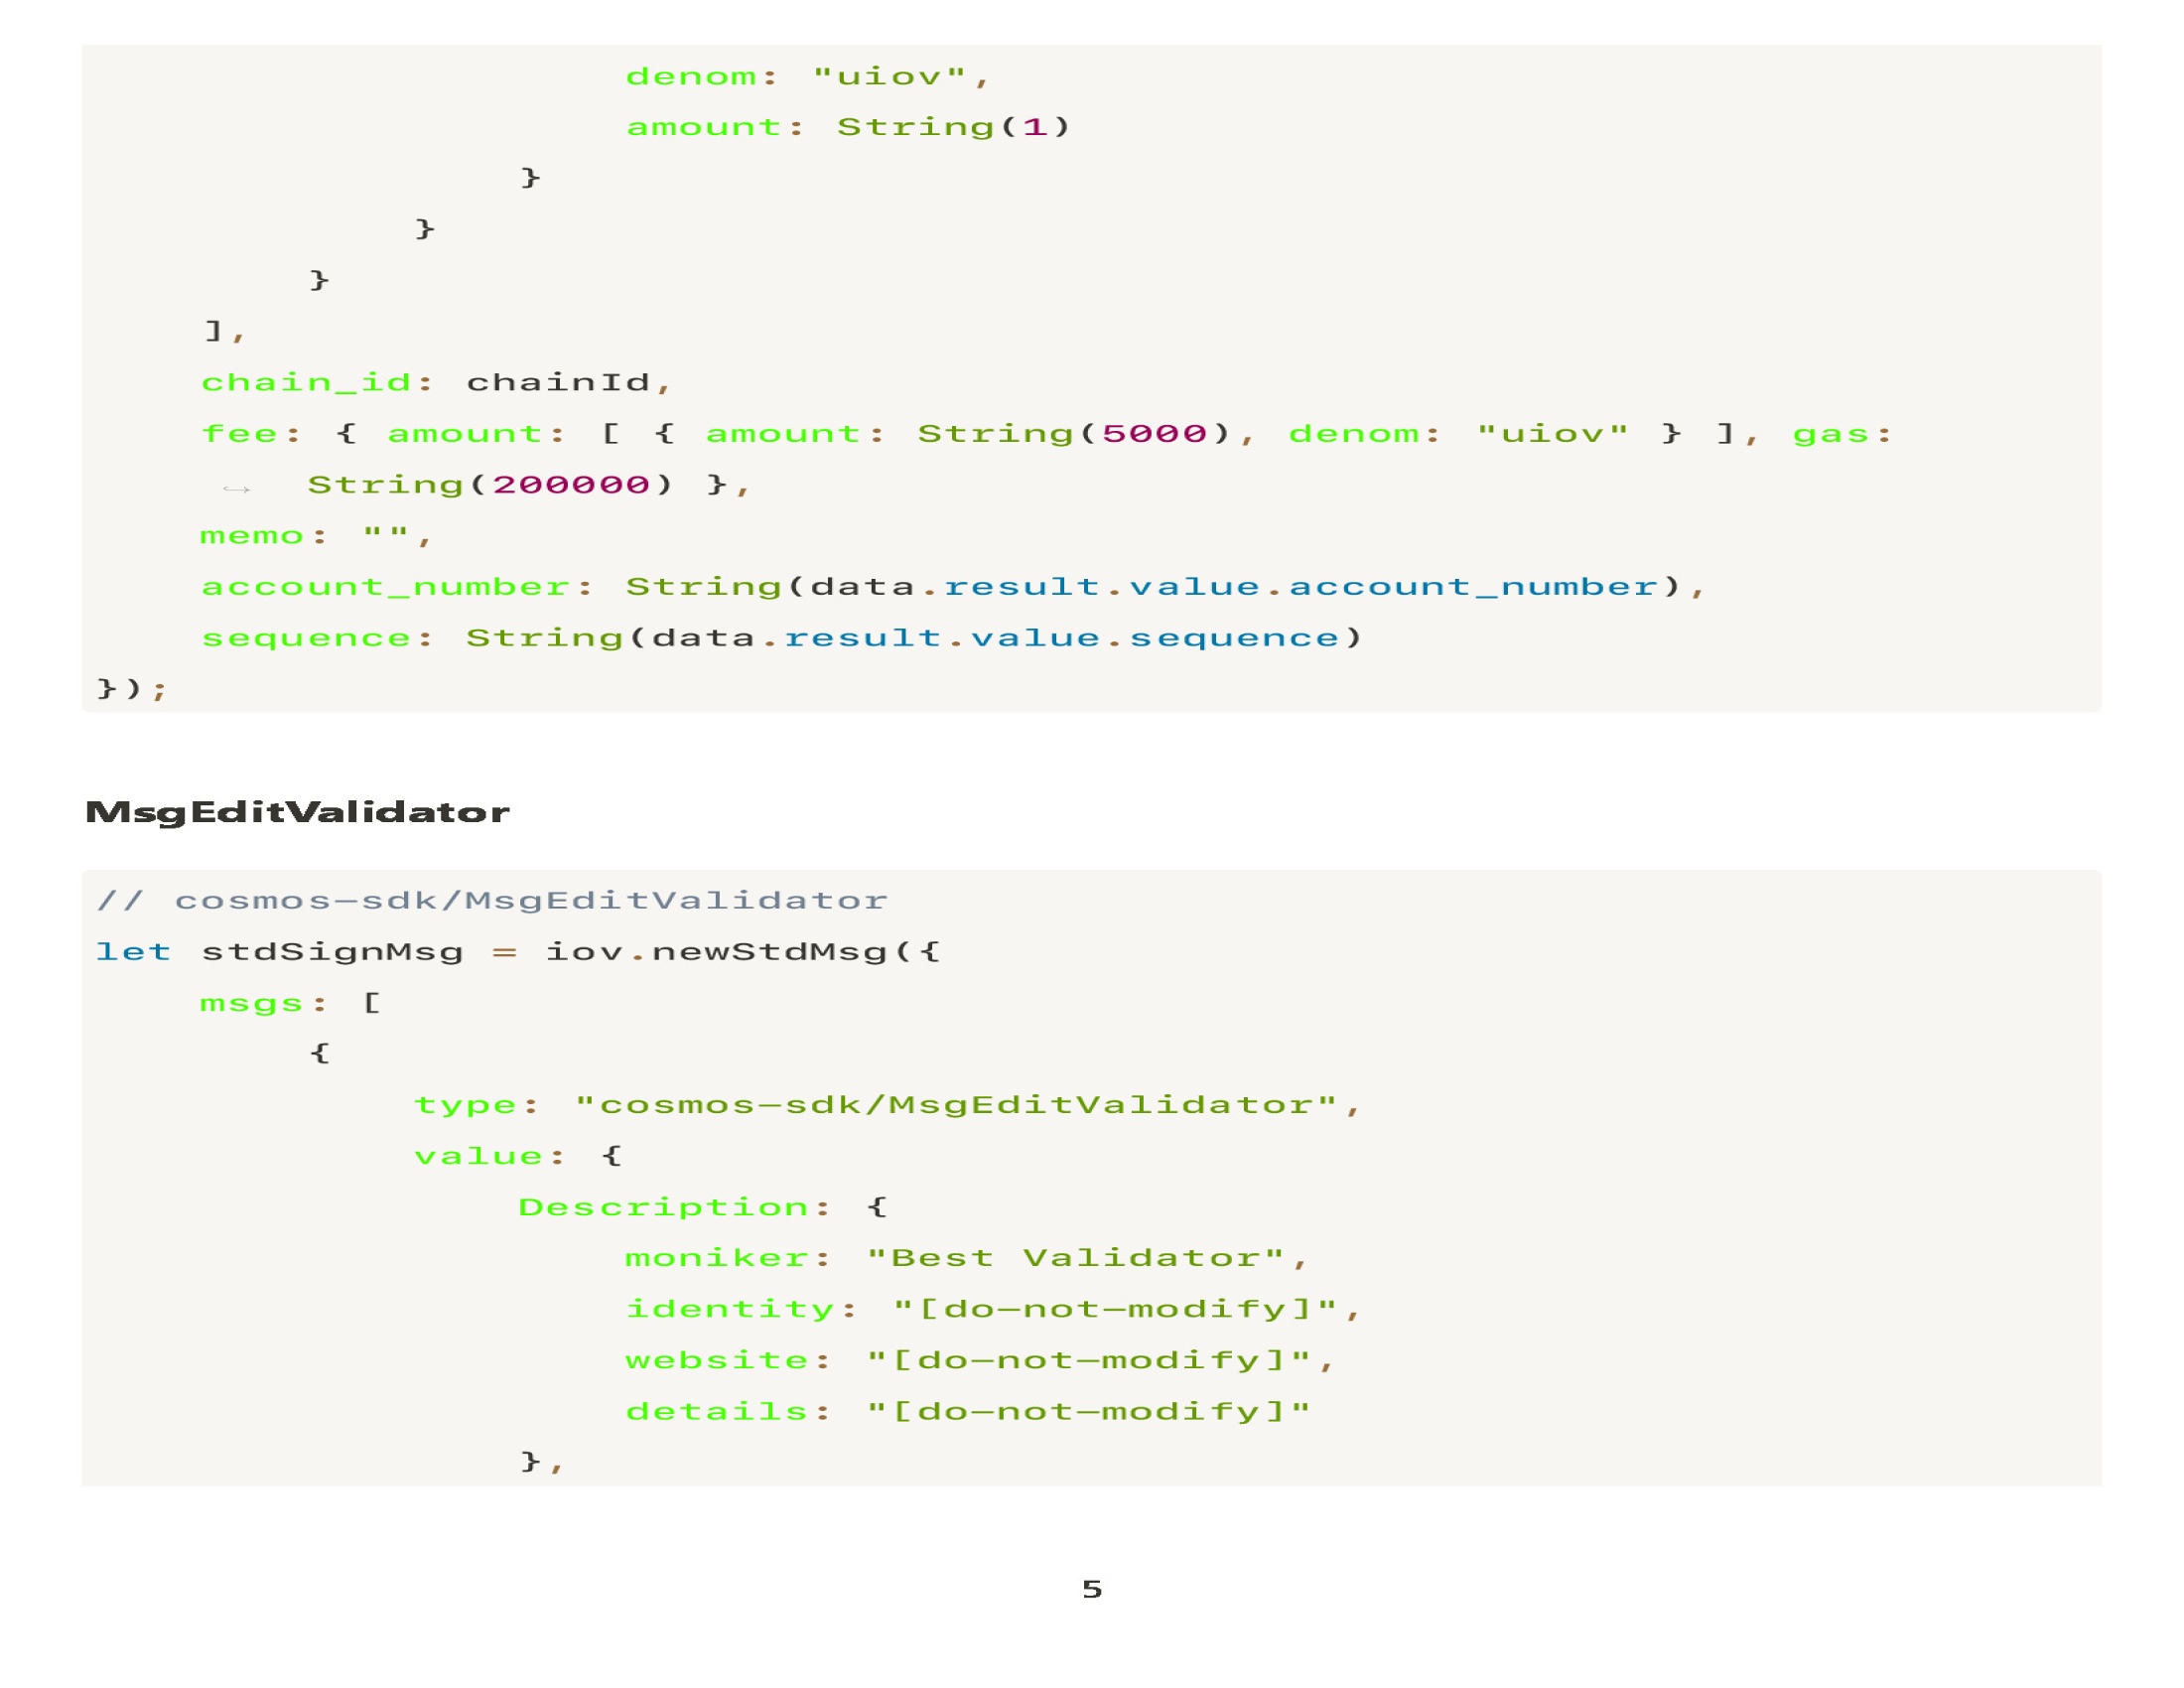 denom: "uiov",
                    amount: String(1)
                }
            }
        }
    ],
    chain_id: chainId,
    fee: { amount: [ { amount: String(5000), denom: "uiov" } ], gas:
    ↪  String(200000) },
    memo: "",
    account_number: String(data.result.value.account_number),
    sequence: String(data.result.value.sequence)
});
MsgEditValidator
// cosmos-sdk/MsgEditValidator
let stdSignMsg = iov.newStdMsg({
    msgs: [
        {
            type: "cosmos-sdk/MsgEditValidator",
            value: {
                Description: {
                    moniker: "Best Validator",
                    identity: "[do-not-modify]",
                    website: "[do-not-modify]",
                    details: "[do-not-modify]"
                },
5